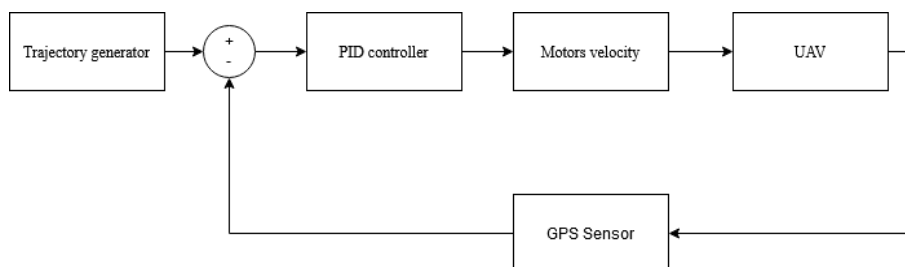 Trajectory generator
+
-
PID controller
Motors velocity
UAV
GPS Sensor